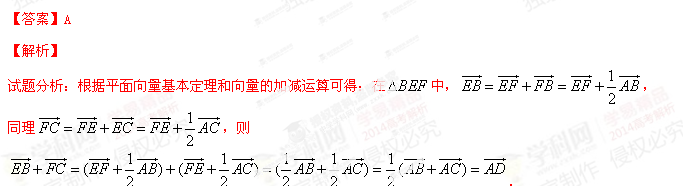 【答案】A
【解析】
试题分析：根据平面向量基本定理和向量的加减运算可得：在△BEF中，$\overrightarrow{EB}=\overrightarrow{EF}+\overrightarrow{FB}=\overrightarrow{EF}+\frac{1}{2}\overrightarrow{AB}$，
同理$\overrightarrow{FC}=\overrightarrow{FE}+\overrightarrow{EC}=\overrightarrow{FE}+\frac{1}{2}\overrightarrow{AC}$，则
$\overrightarrow{EB}+\overrightarrow{FC}=(\overrightarrow{EF}+\frac{1}{2}\overrightarrow{AB})+(\overrightarrow{FE}+\frac{1}{2}\overrightarrow{AC})=(\frac{1}{2}\overrightarrow{AB}+\frac{1}{2}\overrightarrow{AC})=\frac{1}{2}(\overrightarrow{AB}+\overrightarrow{AC})=\overrightarrow{AD}$.